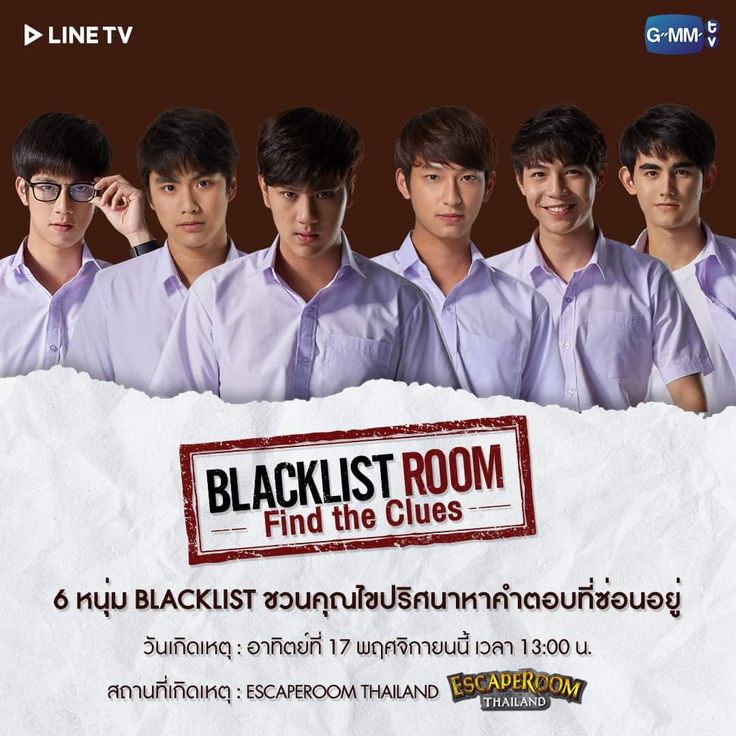 LINE TV
GMM tv
BLACKLIST ROOM
Find the Clues
6 หนุ่ม BLACKLIST ชวนคุณไขปริศนาหาคำตอบที่ซ่อนอยู่
วันเกิดเหตุ : อาทิตย์ที่ 17 พฤศจิกายนนี้ เวลา 13:00 น.
สถานที่เกิดเหตุ : ESCAPEROOM THAILAND ESCAPEROOM
THAILAND